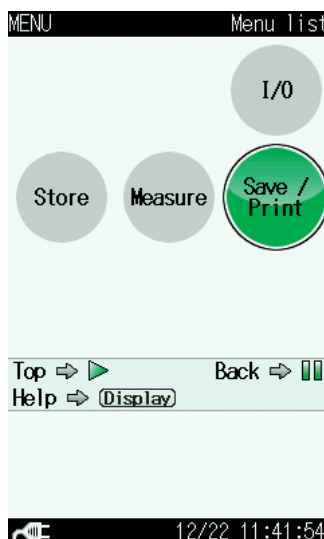 MENU Menu list
I/O
Store Measure Save /
Print
Top Back
Help Display
12/22 11:41:54